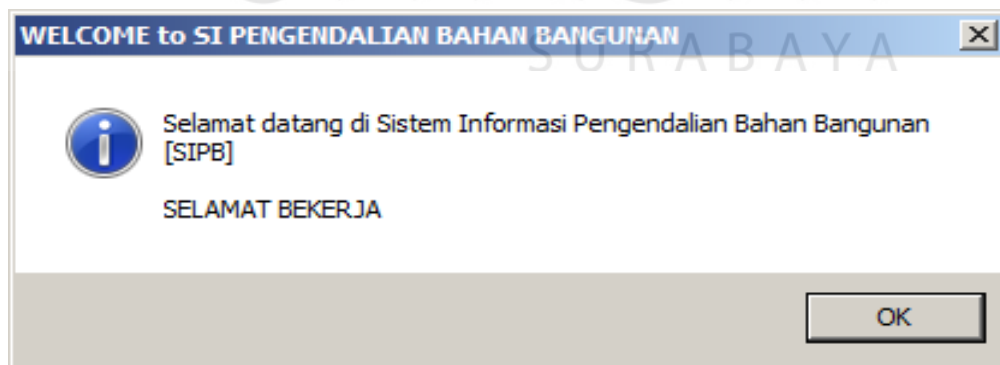 WELCOME to SI PENGENDALIAN BAHAN BANGUNAN
SURABAYA
Selamat datang di Sistem Informasi Pengendalian Bahan Bangunan
[SIPB]
SELAMAT BEKERJA
OK